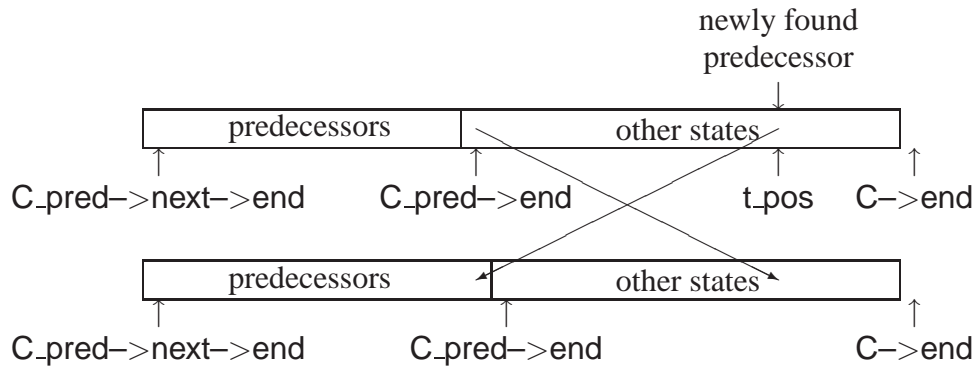 newly found
predecessor
predecessors other states
C_pred–>next–>end C_pred–>end t_pos C–>end
predecessors other states
C_pred–>next–>end C_pred–>end C–>end